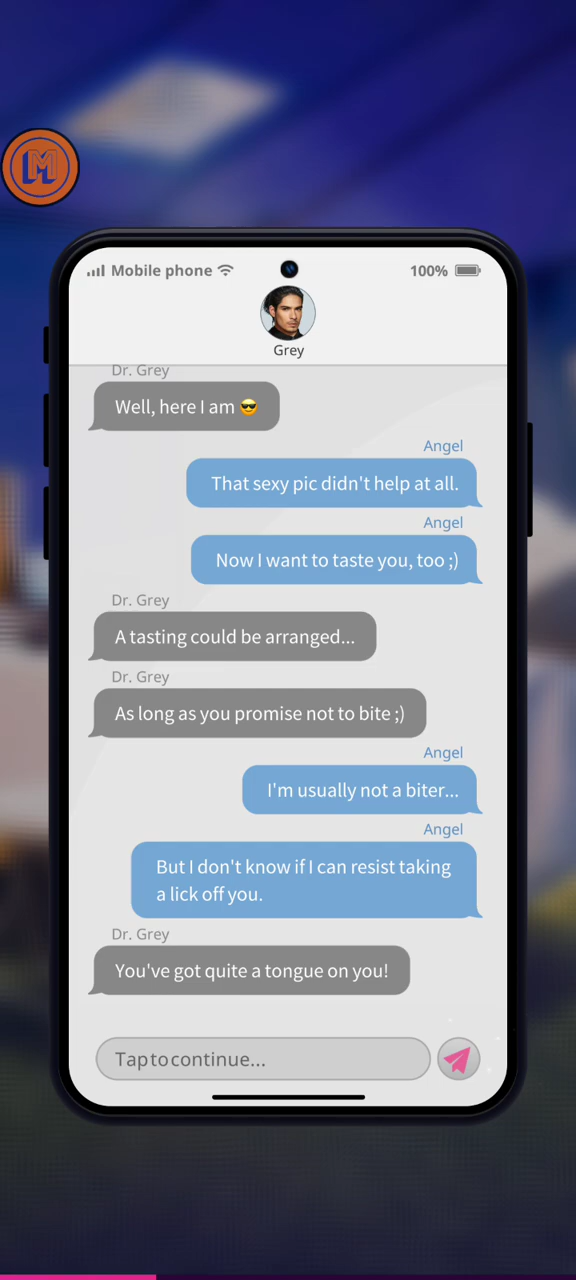 M
Mobile phone
100%
Grey
Dr. Grey
Well, here I am 😎
Angel
That sexy pic didn't help at all.
Angel
Now I want to taste you, too ;)
Dr. Grey
A tasting could be arranged...
Dr. Grey
As long as you promise not to bite ;)
Angel
I'm usually not a biter...
Angel
But I don't know if I can resist taking
a lick off you.
Dr. Grey
You've got quite a tongue on you!
Tap to continue...